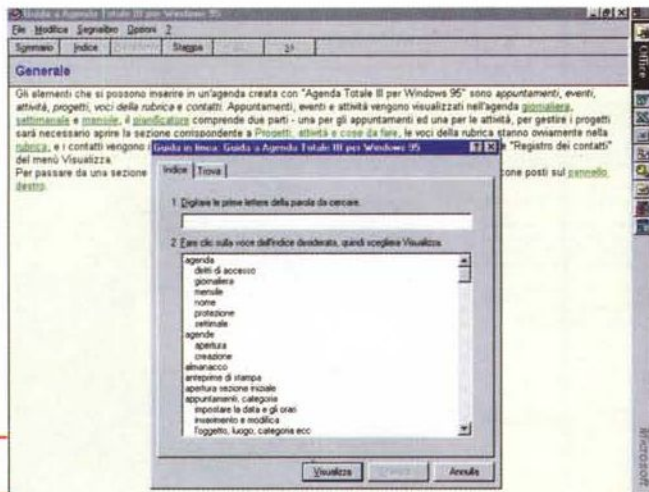 Guida a Agenda Totale III per Windows 95
File Modifica Segnalibro Opzioni ?
Sommario Indice Stampa
Generale
Gli elementi che si possono inserire in un'agenda creata con "Agenda Totale III per Windows 95" sono appuntamenti, eventi,
attività, progetti, voci della rubrica e contatti. Appuntamenti, eventi e attività vengono visualizzati nell'agenda giornaliera,
settimanale e mensile, il pianificatore comprende due parti - una per gli appuntamenti ed una per le attività, per gestire i progetti
sarà necessario aprire la sezione corrispondente a Progetti, attività e cose da fare, le voci della rubrica stanno ovviamente nella
rubrica, e i contatti vengono "Registro dei contatti"
del menù Visualizza.
Per passare da una sezione cone posti sul pannello
destro.
Guida in linea: Guida a Agenda Totale III per Windows 95
Indice Trova
1 Digitare le prime lettere della parola da cercare.
2 Fare clic sulla voce dell'indice desiderata, quindi scegliere Visualizza.
agenda
diritti di accesso
giornaliera
mensile
nome
protezione
settimale
agende
apertura
creazione
almanacco
anteprime di stampa
apertura sezione iniziale
appuntamenti, categoria
impostare la data e gli orari
inserimento e modifica
l'oggetto, luogo, categoria ecc
Visualizza Annulla
Office
Microsoft